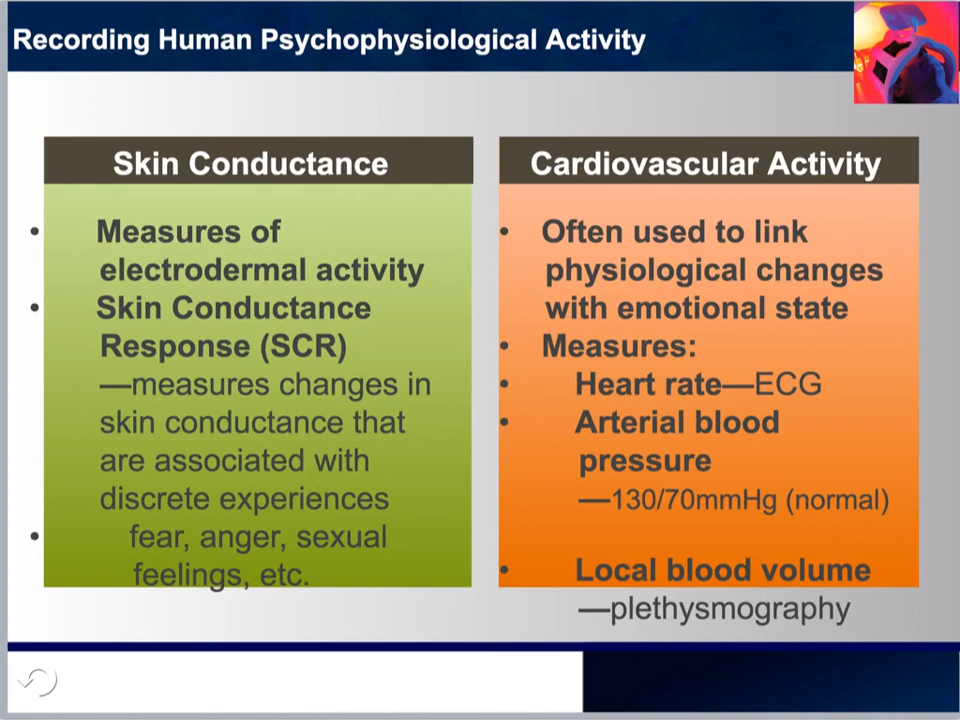 Recording Human Psychophysiological Activity
Skin Conductance
• Measures of
electrodermal activity
• Skin Conductance
Response (SCR)
—measures changes in
skin conductance that
are associated with
discrete experiences
• fear, anger, sexual
feelings, etc.
Cardiovascular Activity
• Often used to link
physiological changes
with emotional state
• Measures:
• Heart rate—ECG
• Arterial blood
pressure
—130/70mmHg (normal)
• Local blood volume
—plethysmography